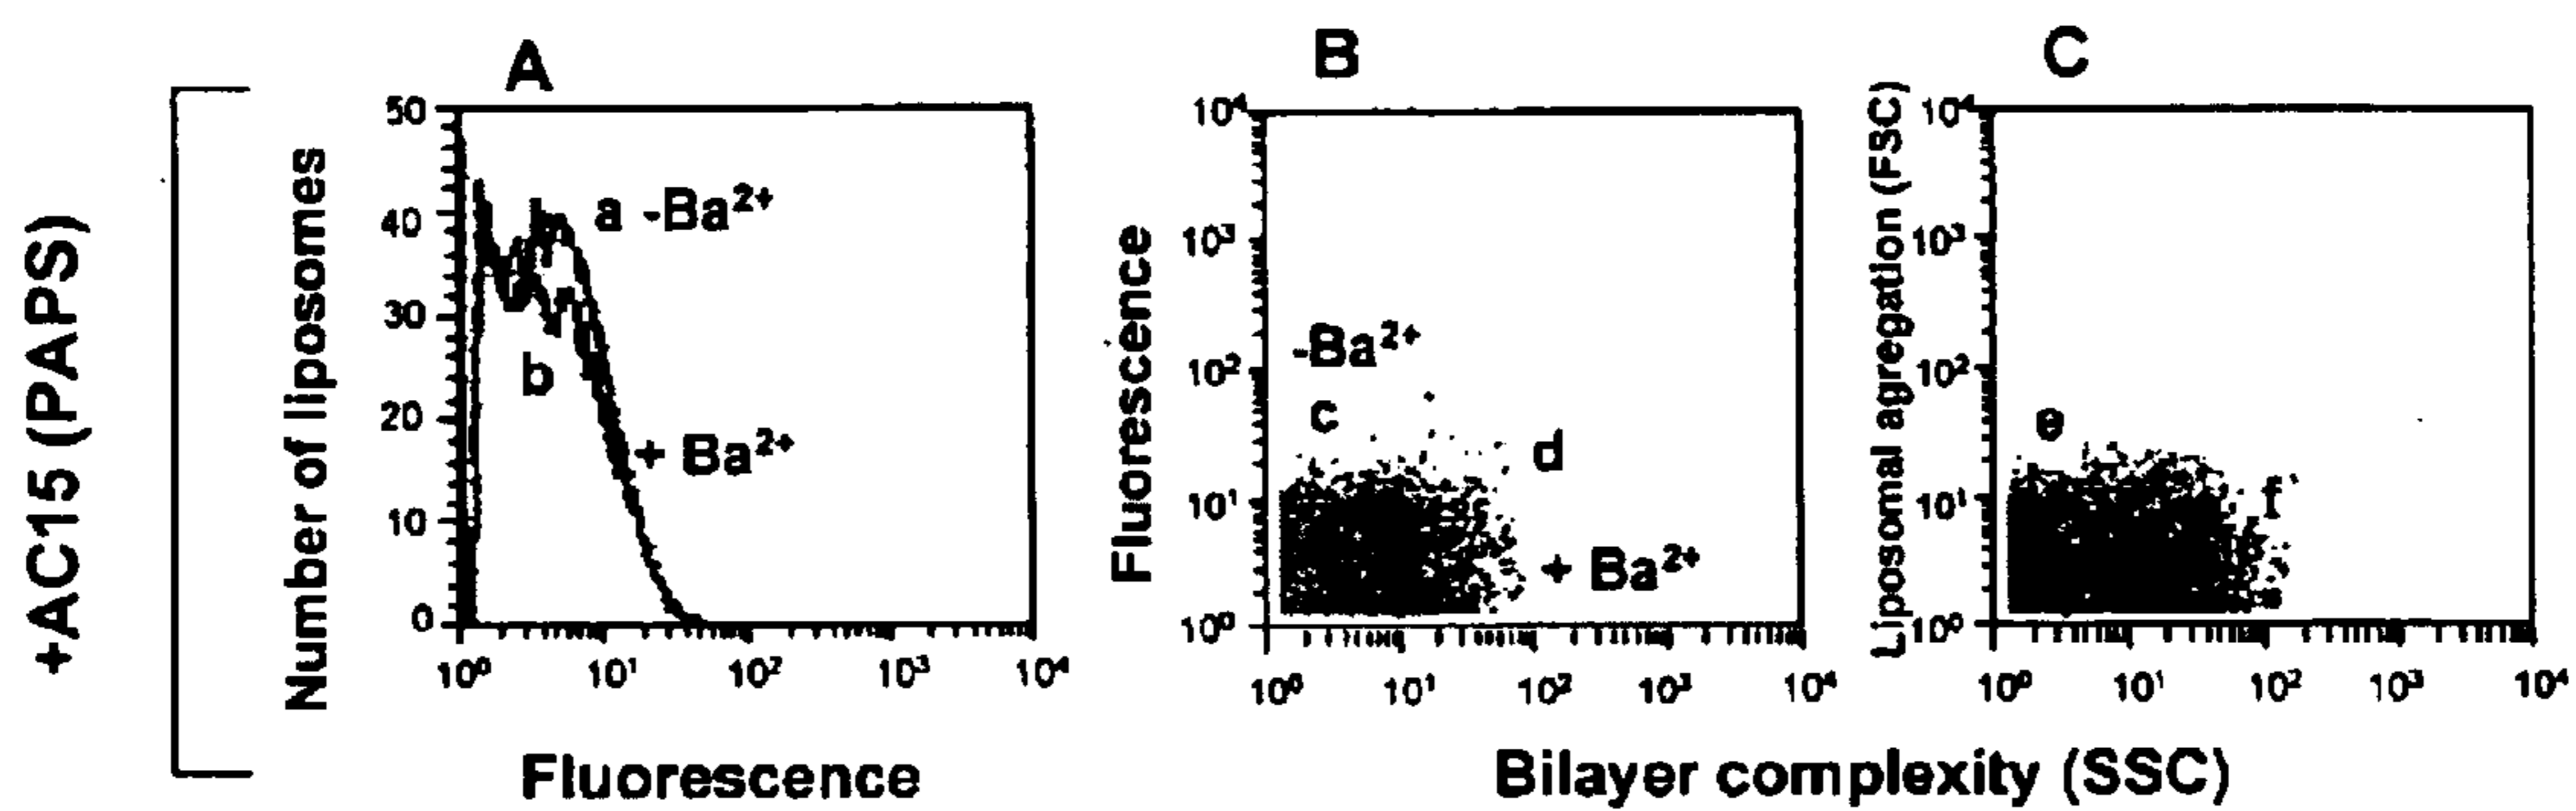 +AC15 (PAPS)
A
Number of liposomes
50
40
30
20
10
0
a -Ba²⁺
b
+ Ba²⁺
10⁰ 10¹ 10² 10³ 10⁴
Fluorescence
B
Fluorescence
10⁴
10³
10²
10¹
10⁰
-Ba²⁺
c
d
+ Ba²⁺
10⁰ 10¹ 10² 10³ 10⁴
C
Liposomal agregation (FSC)
10⁴
10³
10²
10¹
10⁰
e
f
10⁰ 10¹ 10² 10³ 10⁴
Bilayer complexity (SSC)